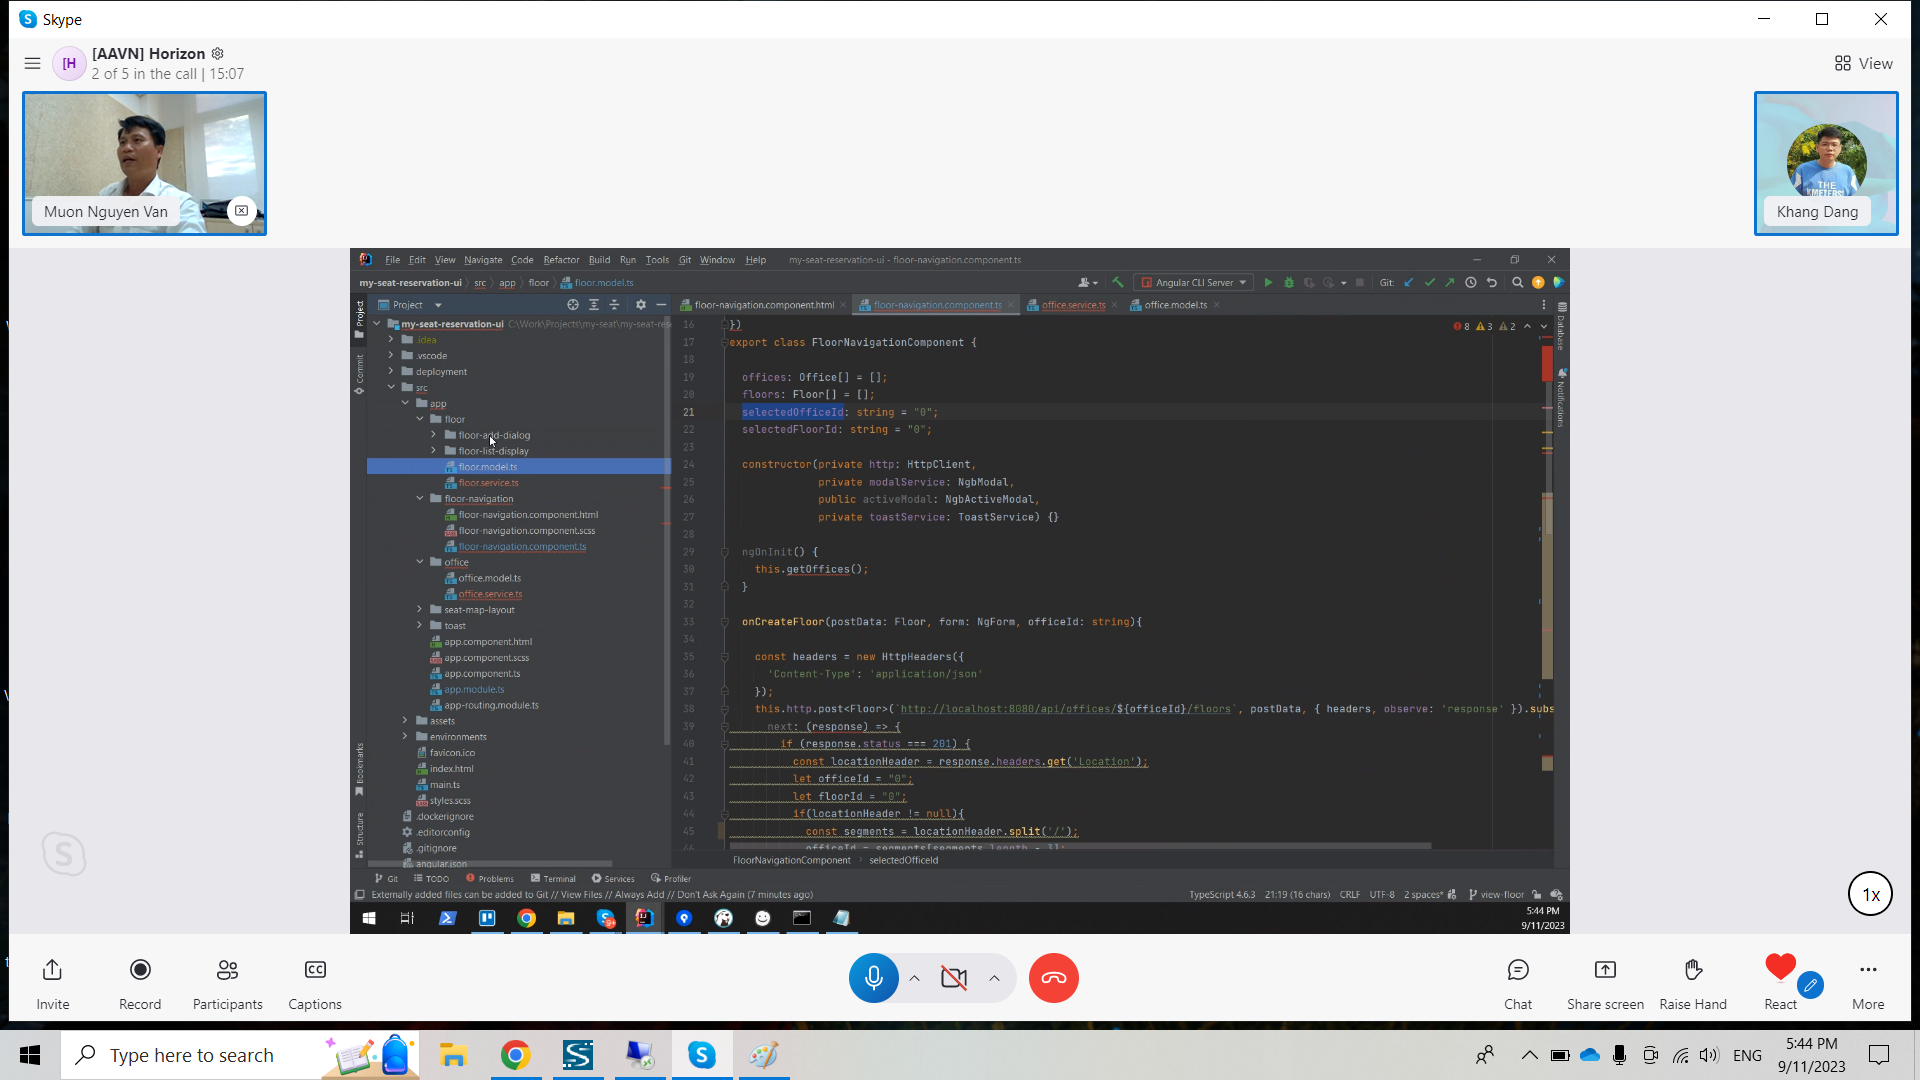 Skype
[H
[AAVN] Horizon
2 of 5 in the call | 15:07
View
Muon Nguyen Van
THE
Khang Dang
File Edit View Navigate Code Refactor Build Run Tools Git Window Help my-seat-reservation-ui - floor-navigation.component.ts
my-seat-reservation-ui src app floor floor.model.ts
Angular CLI Server
Git:
Project
floor-navigation.component.html
floor-navigation.component.ts
office.service.ts
office.model.ts
Project
Commit
Bookmarks
Structure
Database
Notifications
my-seat-reservation-ui C:\Work\Projects\my-seat\my-seat-res
.idea
.vscode
deployment
src
app
floor
floor-add-dialog
floor-list-display
floor.model.ts
floor.service.ts
floor-navigation
floor-navigation.component.html
floor-navigation.component.scss
floor-navigation.component.ts
office
office.model.ts
office.service.ts
seat-map-layout
toast
app.component.html
app.component.scss
app.component.ts
app.module.ts
app-routing.module.ts
assets
environments
favicon.ico
index.html
main.ts
styles.scss
.dockerignore
.editorconfig
.gitignore
angular.json
8 3 2
16 })
17 export class FloorNavigationComponent {
18
19 offices: Office[] = [];
20 floors: Floor[] = [];
21 selectedOfficeId: string = "0";
22 selectedFloorId: string = "0";
23
24 constructor(private http: HttpClient,
25 private modalService: NgbModal,
26 public activeModal: NgbActiveModal,
27 private toastService: ToastService) {}
28
29 ngOnInit() {
30 this.getOffices();
31 }
32
33 onCreateFloor(postData: Floor, form: NgForm, officeId: string){
34
35 const headers = new HttpHeaders({
36 'Content-Type': 'application/json'
37 });
38 this.http.post<Floor>(`http://localhost:8080/api/offices/${officeId}/floors`, postData, { headers, observe: 'response' }).subs
39 next: (response) => {
40 if (response.status === 201) {
41 const locationHeader = response.headers.get('Location');
42 let officeId = "0";
43 let floorId = "0";
44 if(locationHeader != null){
45 const segments = locationHeader.split('/');
46 officeId = segments[segments.length - 3];
FloorNavigationComponent selectedOfficeId
Git TODO Problems Terminal Services Profiler
Externally added files can be added to Git // View Files // Always Add // Don't Ask Again (7 minutes ago)
TypeScript 4.6.3 21:19 (16 chars) CRLF UTF-8 2 spaces* view-floor
5:44 PM
9/11/2023
1x
Invite
Record
Participants
Captions
Chat
Share screen
Raise Hand
React
More
Type here to search
ENG
5:44 PM
9/11/2023